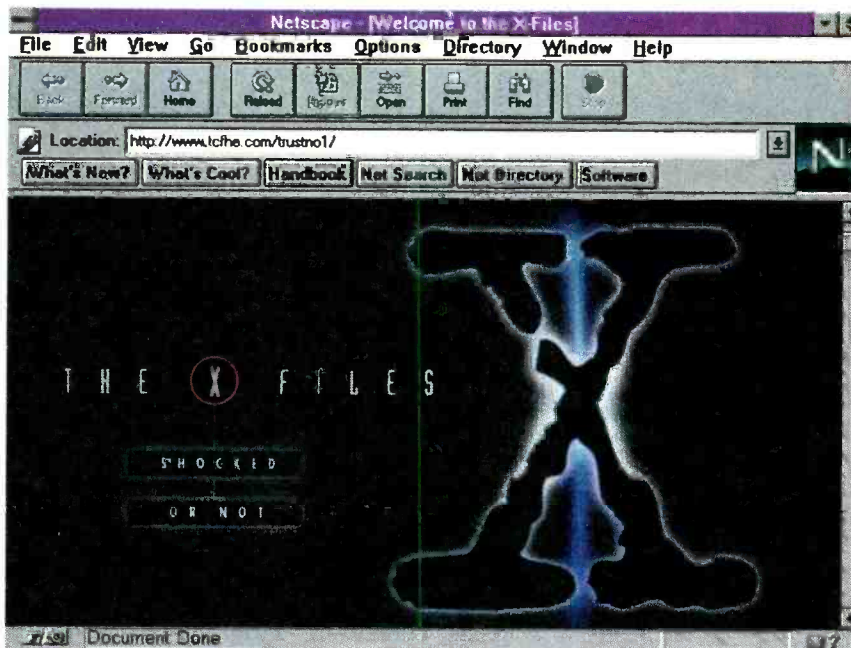 Netscape - [Welcome to the X-Files]
File Edit View Go Bookmarks Options Directory Window Help
Back Forward Home Reload Images Open Print Find Stop
Location: http://www.tcfhe.com/trustno1/
What's New? What's Cool? Handbook Net Search Net Directory Software
THE X FILES
SHOCKED
OR NOT
Document Done